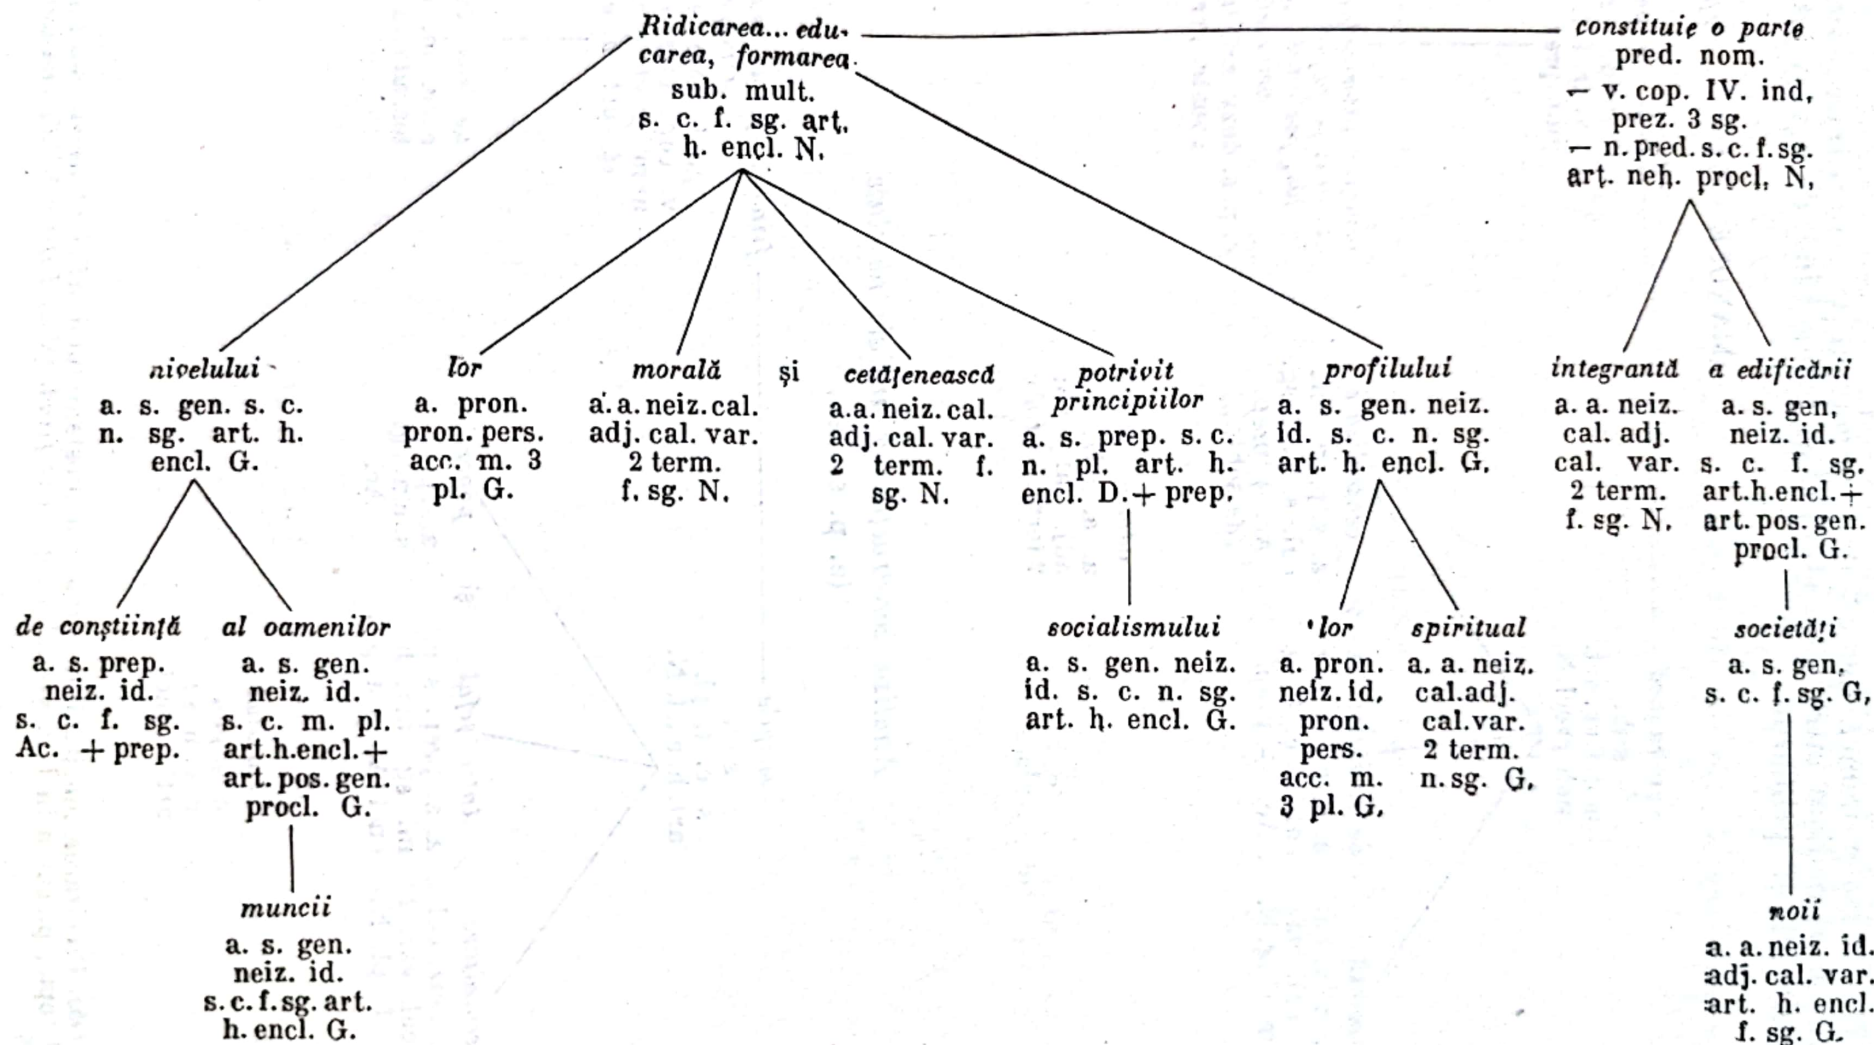 Ridicarea... edu-
carea, formarea
sub. mult.
s. c. f. sg. art.
h. encl. N.
constituie o parte
pred. nom.
— v. cop. IV. ind,
prez. 3 sg.
— n. pred. s. c. f. sg.
art. neh. procl. N.
nivelului
a. s. gen. s. c.
n. sg. art. h.
encl. G.
lor
a. pron.
pron. pers.
acc. m. 3
pl. G.
morală
a. a. neiz. cal.
adj. cal. var.
2 term.
f. sg. N.
și
cetățenească
a.a. neiz. cal.
adj. cal. var.
2 term. f.
sg. N.
potrivit
principiilor
a. s. prep. s. c.
n. pl. art. h.
encl. D. + prep.
profilului
a. s. gen. neiz.
id. s. c. n. sg.
art. h. encl. G.
integrantă
a. a. neiz.
cal. adj.
cal. var.
2 term.
f. sg. N.
a edificării
a. s. gen.
neiz. id.
s. c. f. sg.
art.h.encl.+
art. pos. gen.
procl. G.
de conștiință
a. s. prep.
neiz. id.
s. c. f. sg.
Ac. + prep.
al oamenilor
a. s. gen.
neiz. id.
s. c. m. pl.
art.h.encl.+
art. pos. gen.
procl. G.
socialismului
a. s. gen. neiz.
id. s. c. n. sg.
art. h. encl. G.
lor
a. pron.
neiz. id.
pron.
pers.
acc. m.
3 pl. G.
spiritual
a. a. neiz.
cal.adj.
cal.var.
2 term.
n. sg. G.
societăți
a. s. gen.
s. c. f. sg. G.
muncii
a. s. gen.
neiz. id.
s. c. f. sg. art.
h. encl. G.
noii
a. a. neiz. id.
adj. cal. var.
art. h. encl.
f. sg. G.